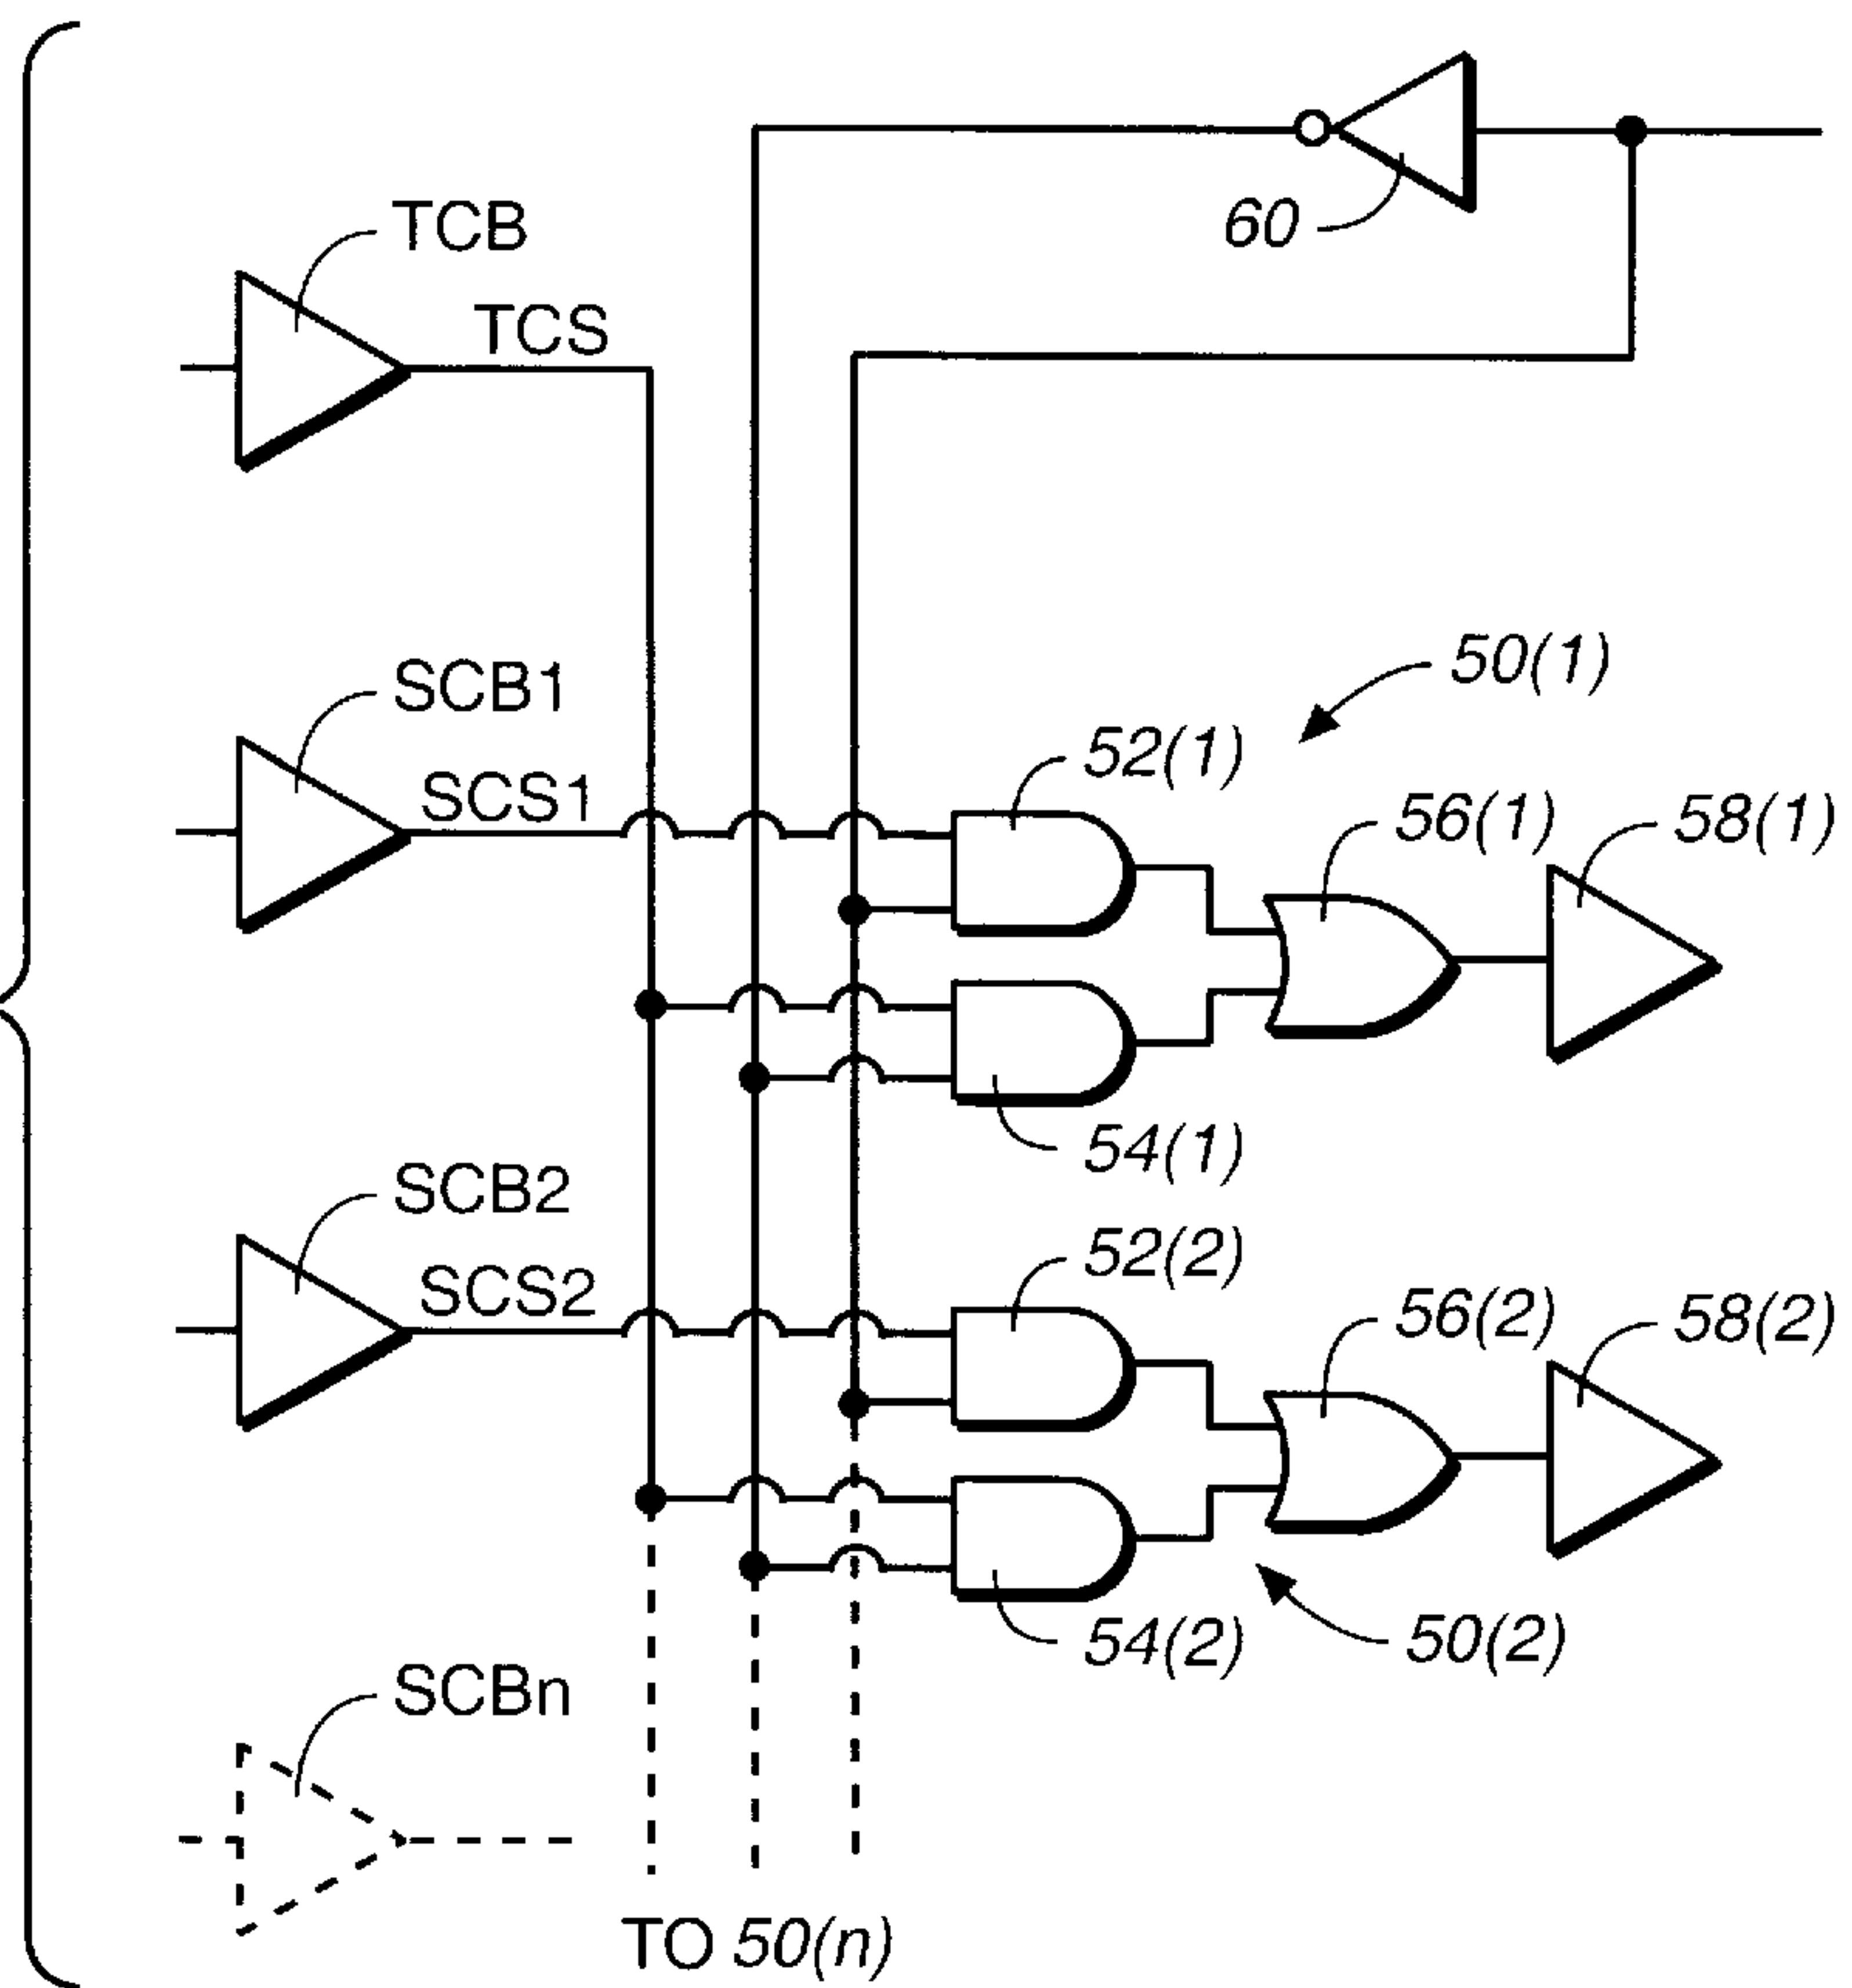 60
TCB
TCS
SCB1
SCS1
50(1)
52(1)
56(1)
58(1)
54(1)
SCB2
SCS2
52(2)
56(2)
58(2)
54(2)
50(2)
SCBn
TO 50(n)